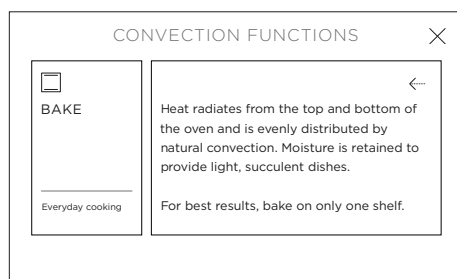 CONVECTION FUNCTIONS
BAKE
Everyday cooking
Heat radiates from the top and bottom of
the oven and is evenly distributed by
natural convection. Moisture is retained to
provide light, succulent dishes.
For best results, bake on only one shelf.